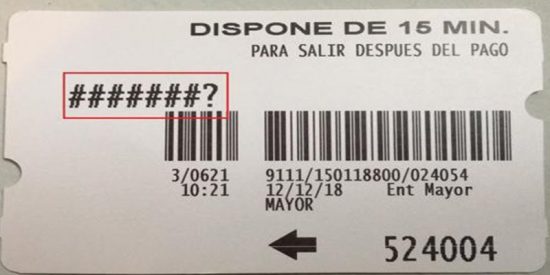 DISPONE DE 15 MIN.
PARA SALIR DESPUES DEL PAGO
#######?
3/0621 9111/150118800/024054
10:21 12/12/18 Ent Mayor
MAYOR
524004